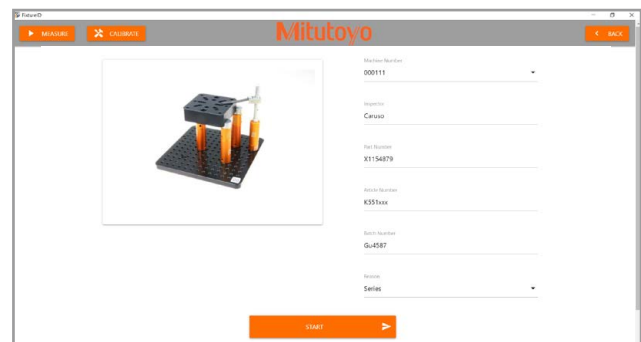 FixtureID
MEASURE
CALIBRATE
Mitutoyo
BACK
Machine Number
000111
Inspector
Caruso
Part Number
X1154879
Article Number
K551xxx
Batch Number
Gu4587
Series
START